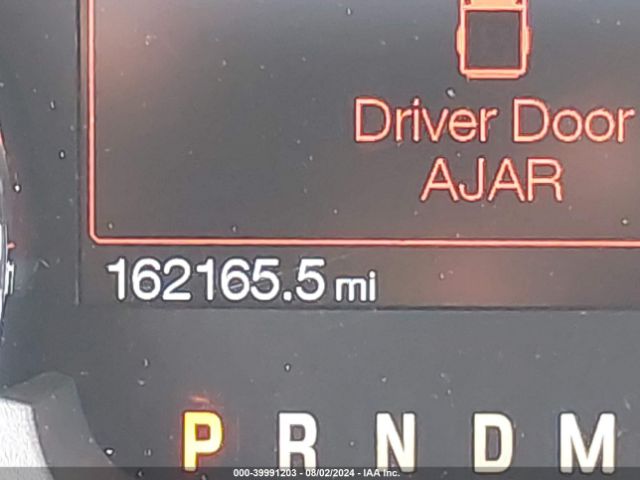 Driver Door
AJAR
162165.5 mi
P R N D M
000-39991203 - 08/02/2024 - IAA Inc.